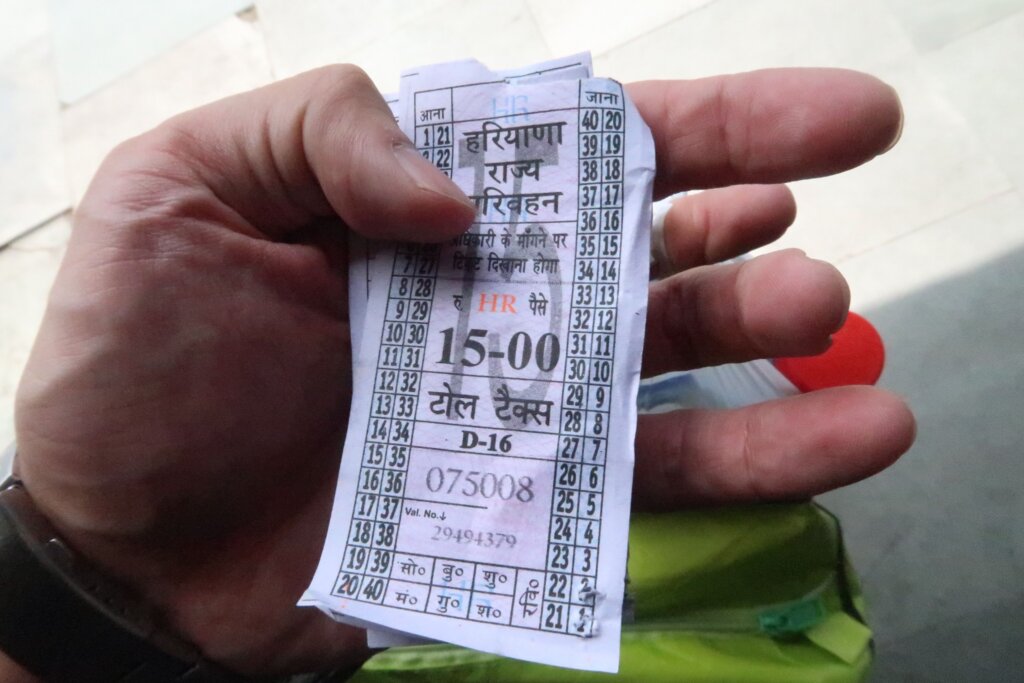 आना
1 21
22
7 27
8 28
9 29
10 30
11 31
12 32
13 33
14 34
15 35
16 36
17 37
18 38
19 39
20 40
HR
हरियाणा
राज्य
परिवहन
अधिकारी के माँगने पर
टिकट दिखाना होगा
रु HR पैसे
15-00
टोल टैक्स
D-16
075008
Val. No.↓
29494379
सो० बु० शु० रवि०
मं० गु० श०
जाना
40 20
39 19
38 18
37 17
36 16
35 15
34 14
33 13
32 12
31 11
30 10
29 9
28 8
27 7
26 6
25 5
24 4
23 3
22 2
21 1
15